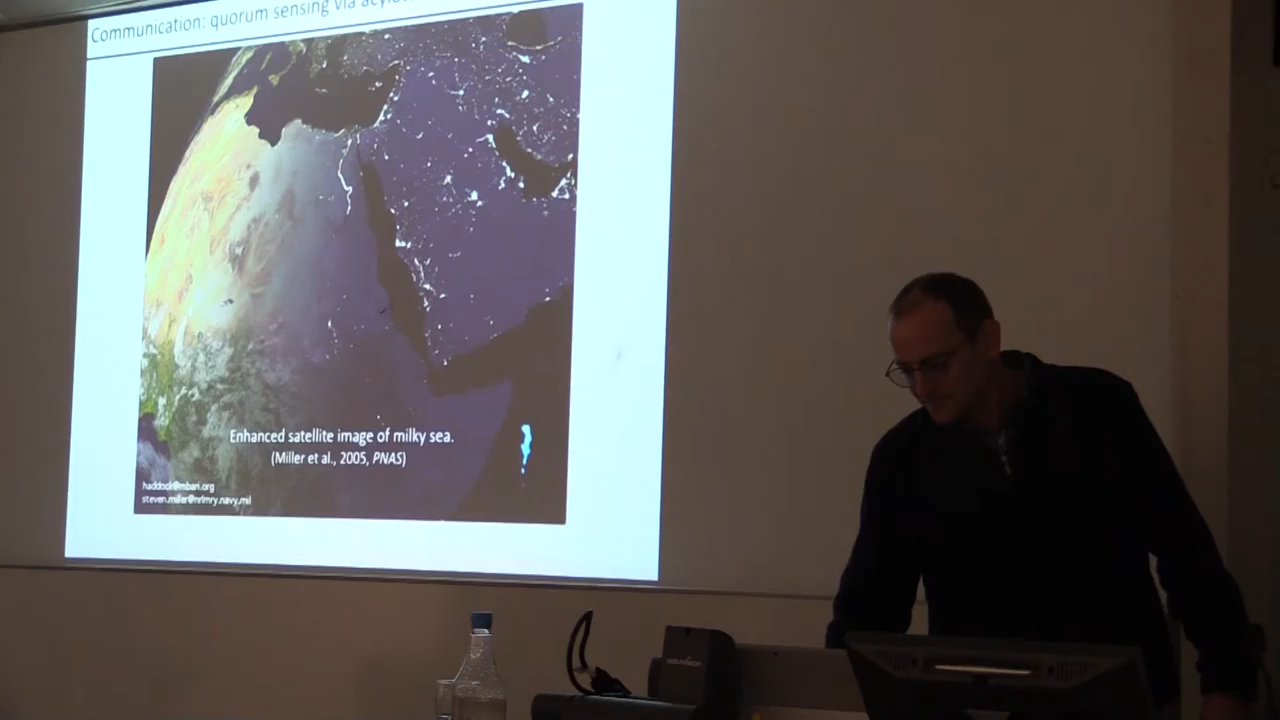 Communication: quorum sensing via
Enhanced satellite image of milky sea.
(Miller et al., 2005, PNAS)
haddock@mbari.org
steven.miller@nrlmry.navy.mil